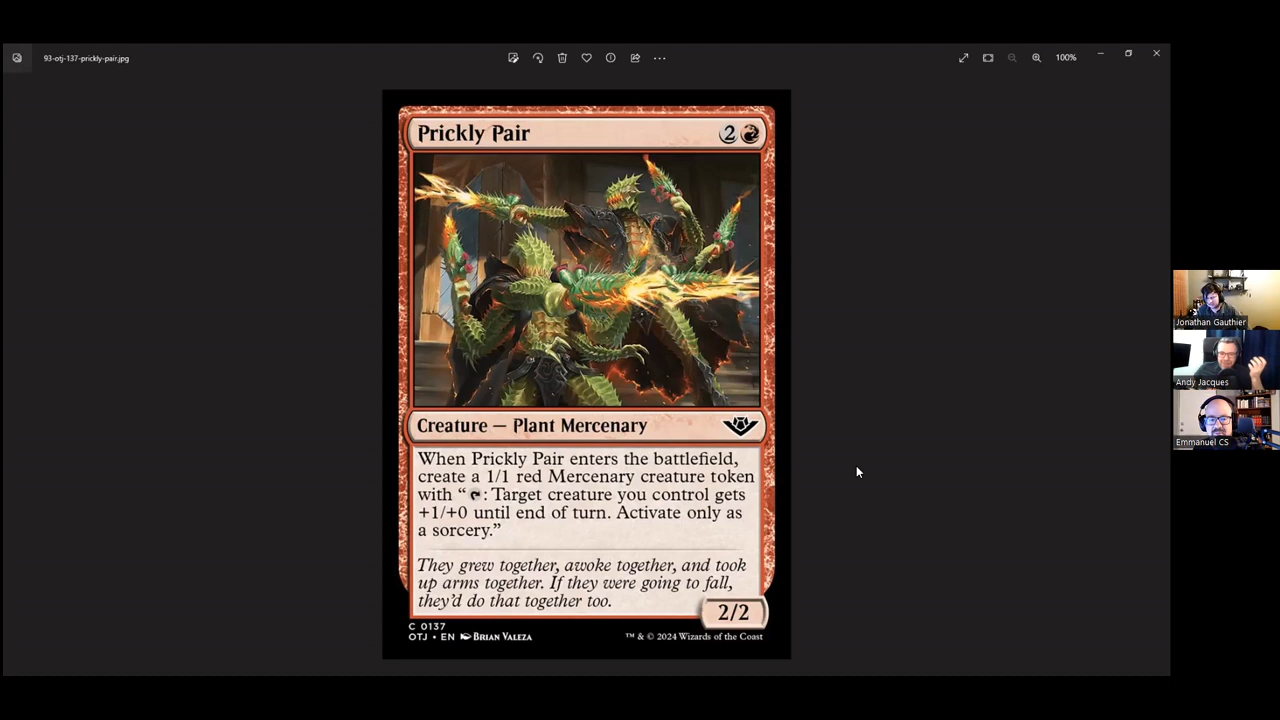 93-otj-137-prickly-pair.jpg
100%
Prickly Pair
2
Creature — Plant Mercenary
When Prickly Pair enters the battlefield,
create a 1/1 red Mercenary creature token
with “ : Target creature you control gets
+1/+0 until end of turn. Activate only as
a sorcery.”
They grew together, awoke together, and took
up arms together. If they were going to fall,
they’d do that together too.
2/2
C 0137
OTJ • EN Brian Valeza
™ & © 2024 Wizards of the Coast
Jonathan Gauthier
Andy Jacques
Emmanuel CS